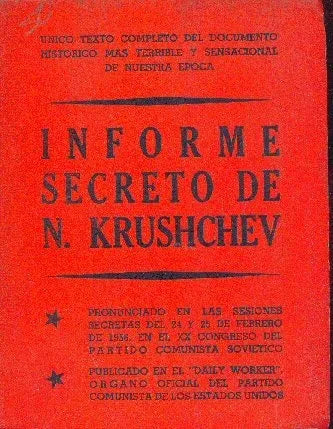 UNICO TEXTO COMPLETO DEL DOCUMENTO
HISTORICO MAS TERRIBLE Y SENSACIONAL
DE NUESTRA EPOCA
INFORME
SECRETO DE
N. KRUSHCHEV
PRONUNCIADO EN LAS SESIONES
SECRETAS DEL 24 Y 25 DE FEBRERO
DE 1956, EN EL XX CONGRESO DEL
PARTIDO COMUNISTA SOVIETICO
PUBLICADO EN EL "DAILY WORKER",
ORGANO OFICIAL DEL PARTIDO
COMUNISTA DE LOS ESTADOS UNIDOS